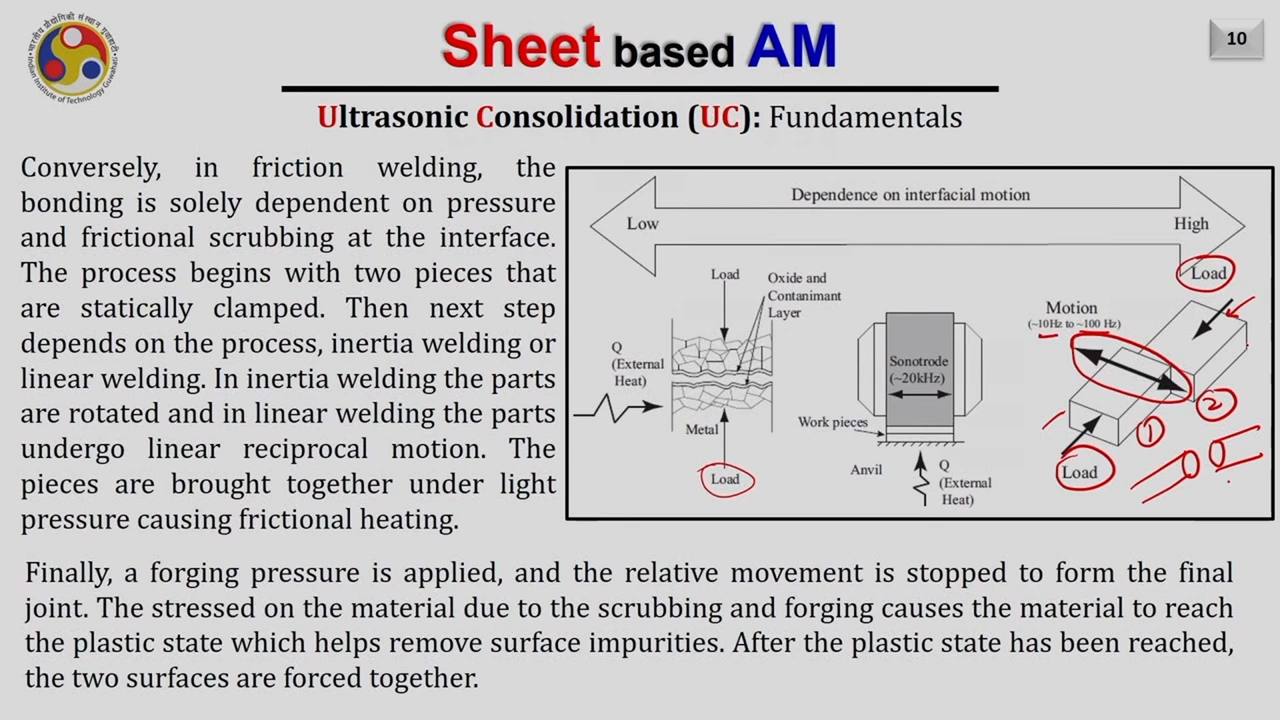 Sheet based AM
10
Indian Institute of Technology Guwahati
Ultrasonic Consolidation (UC): Fundamentals
Conversely, in friction welding, the
bonding is solely dependent on pressure
and frictional scrubbing at the interface.
The process begins with two pieces that
are statically clamped. Then next step
depends on the process, inertia welding or
linear welding. In inertia welding the parts
are rotated and in linear welding the parts
undergo linear reciprocal motion. The
pieces are brought together under light
pressure causing frictional heating.
Dependence on interfacial motion
Low
High
Load
Oxide and
Contanimant
Layer
Q
(External
Heat)
Metal
Load
Sonotrode
(~20kHz)
Work pieces
Anvil
Q
(External
Heat)
Load
Motion
(~10Hz to ~100 Hz)
1
2
Load
Finally, a forging pressure is applied, and the relative movement is stopped to form the final
joint. The stressed on the material due to the scrubbing and forging causes the material to reach
the plastic state which helps remove surface impurities. After the plastic state has been reached,
the two surfaces are forced together.